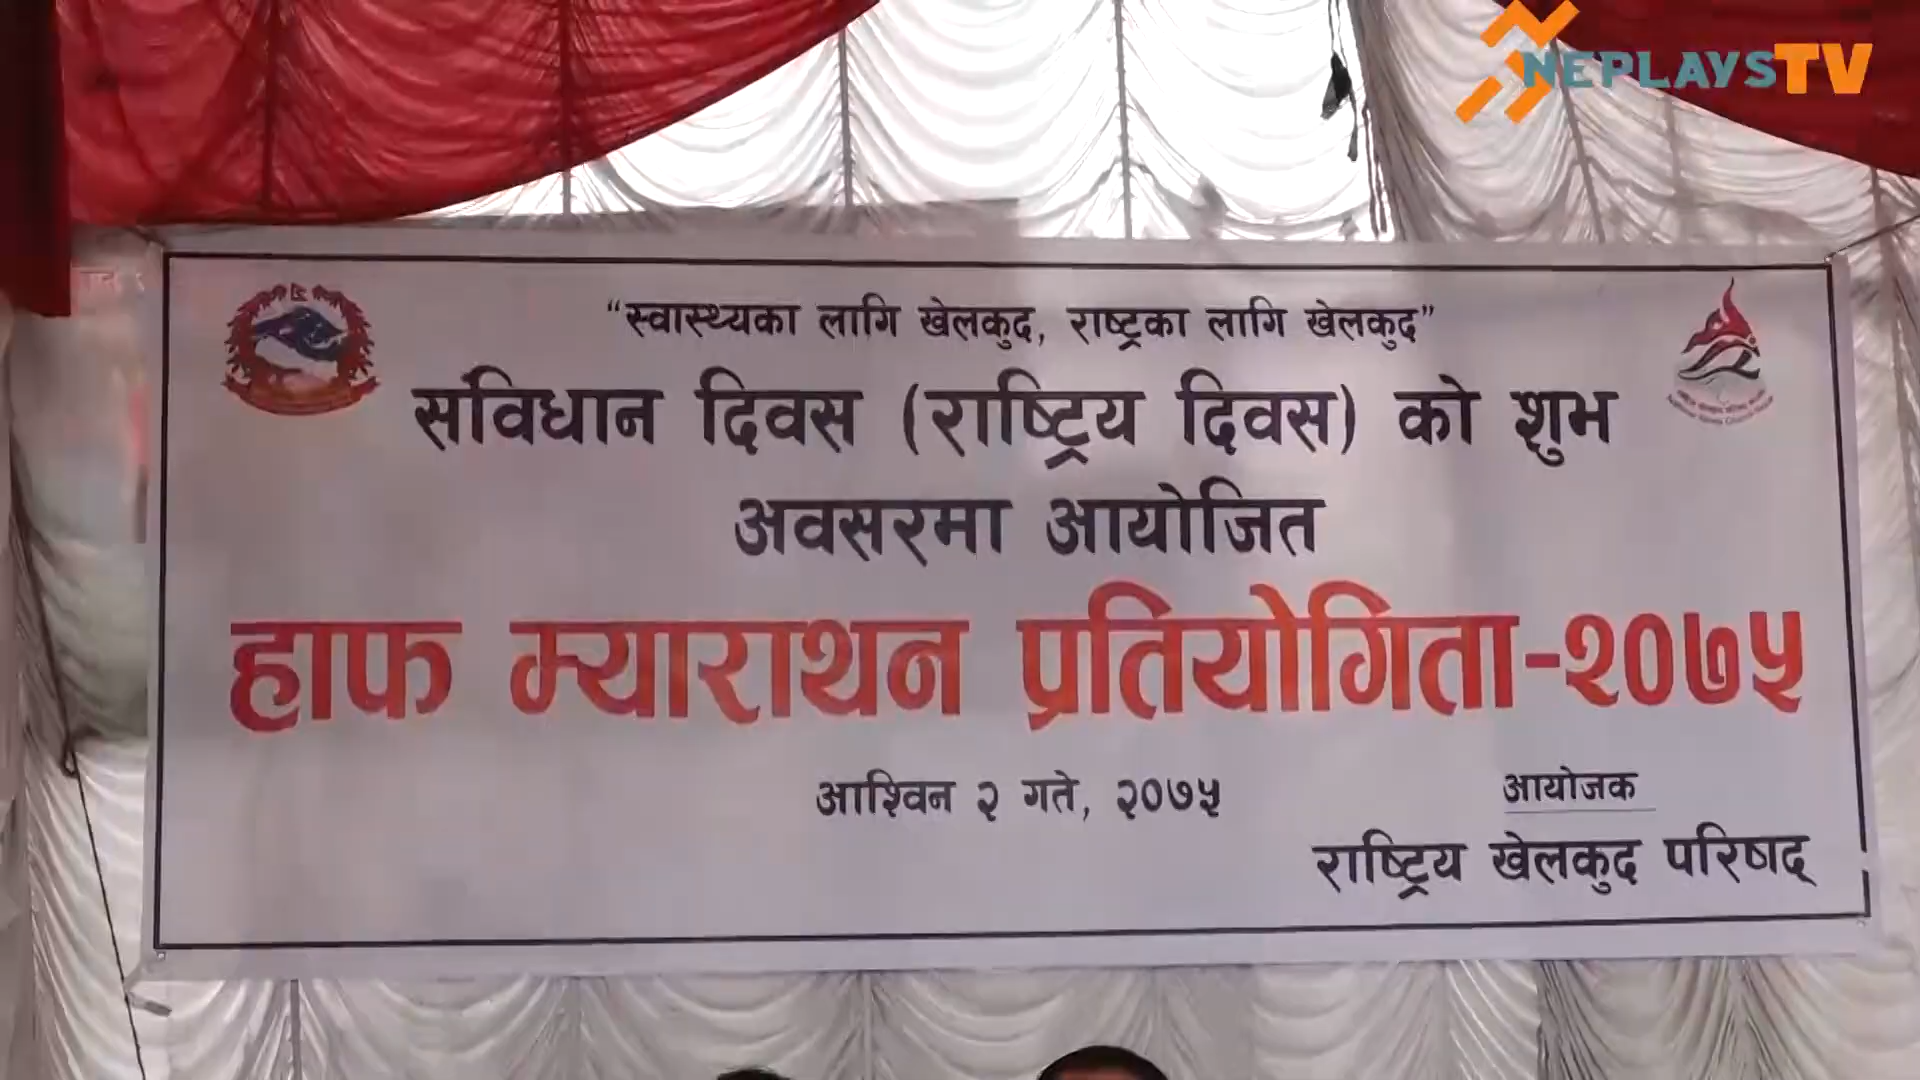 NEPLAYSTV
“स्वास्थ्यका लागि खेलकुद, राष्ट्रका लागि खेलकुद”
संविधान दिवस (राष्ट्रिय दिवस) को शुभ
अवसरमा आयोजित
हाफ म्याराथन प्रतियोगिता-२०७५
आश्विन २ गते, २०७५
आयोजक
राष्ट्रिय खेलकुद परिषद्